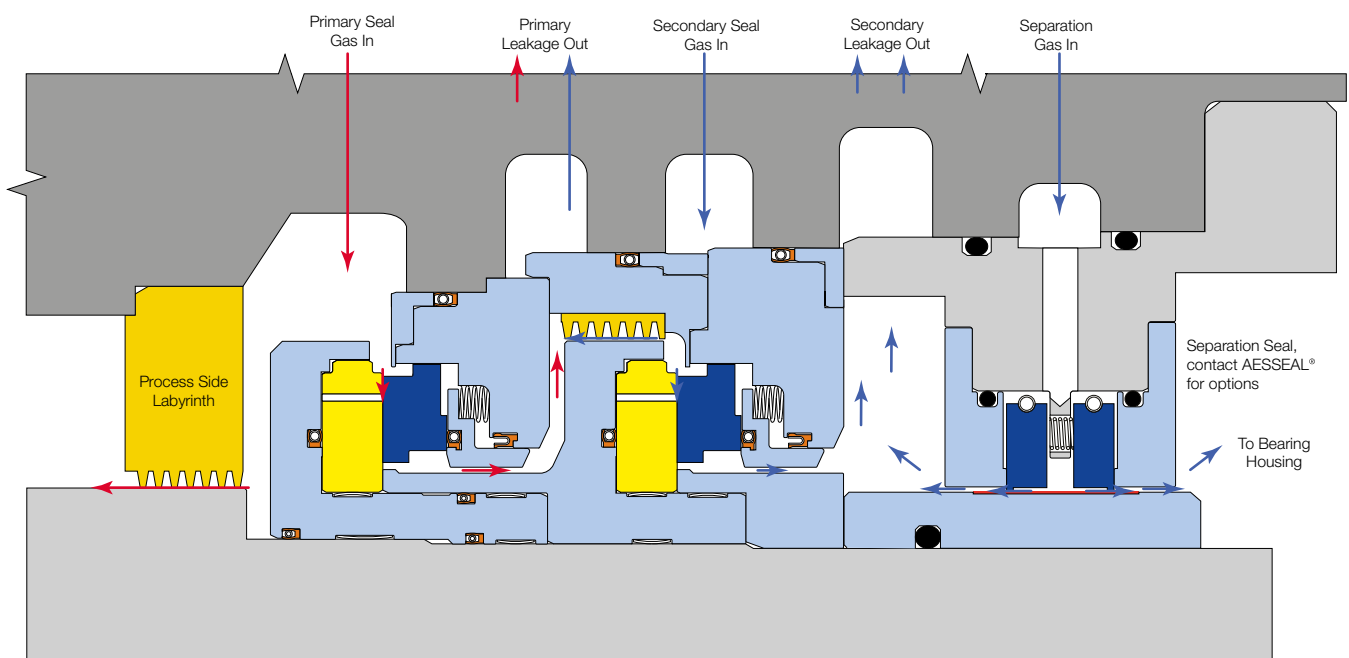 Primary Seal
Gas In
Primary
Leakage Out
Secondary Seal
Gas In
Secondary
Leakage Out
Separation
Gas In
Process Side
Labyrinth
Separation Seal,
contact AESSEAL®
for options
To Bearing
Housing